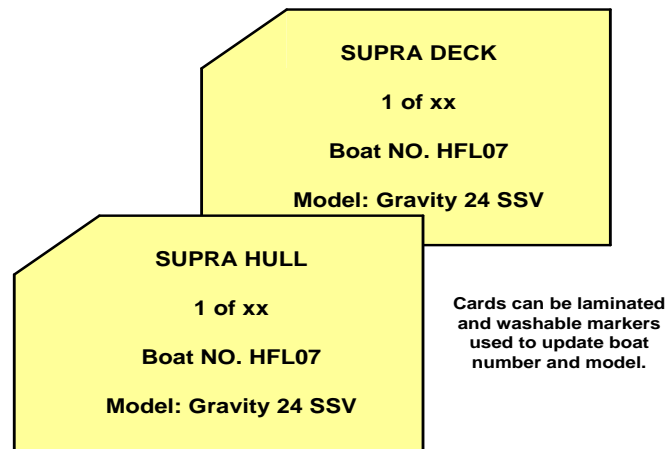 SUPRA DECK
1 of xx
Boat NO. HFL07
Model: Gravity 24 SSV
SUPRA HULL
1 of xx
Boat NO. HFL07
Model: Gravity 24 SSV
Cards can be laminated
and washable markers
used to update boat
number and model.